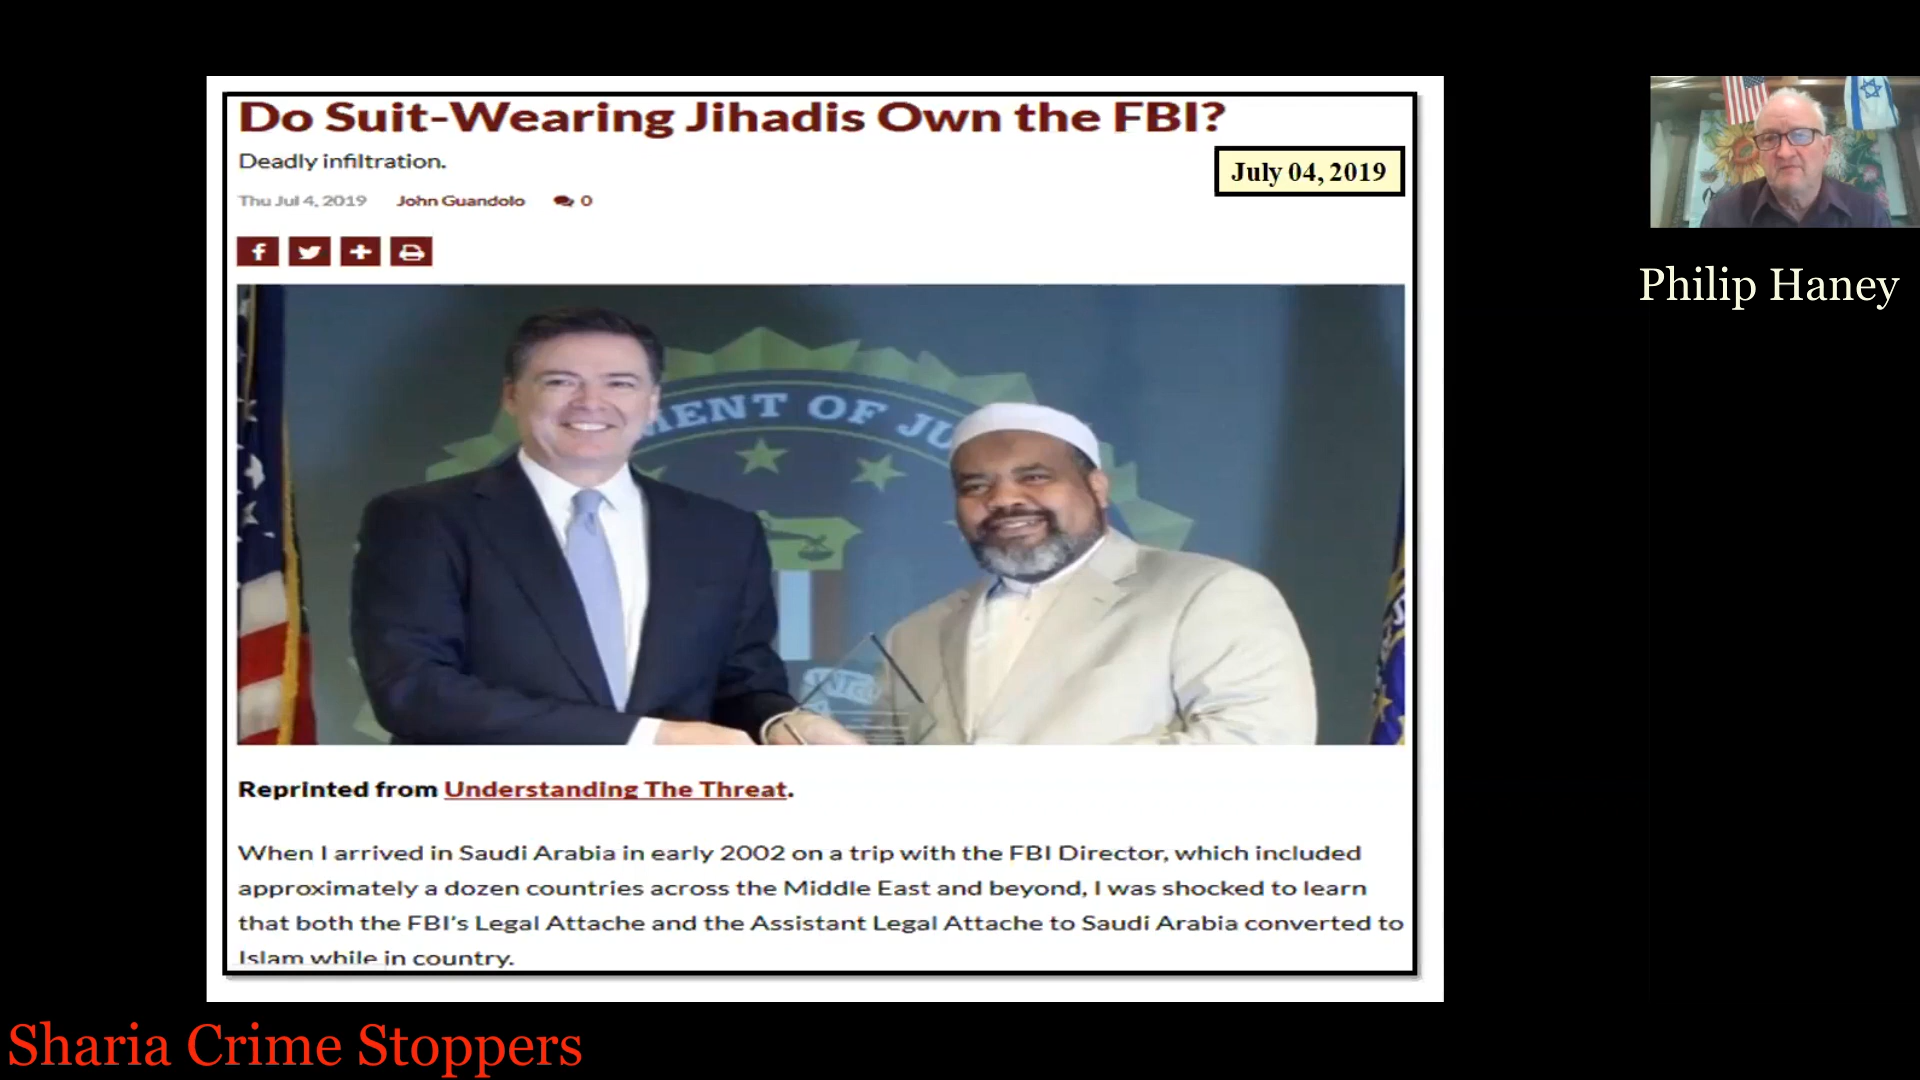 Do Suit-Wearing Jihadis Own the FBI?
Deadly infiltration.
July 04, 2019
Thu Jul 4, 2019 John Guandolo 0
MENT OF JU
Reprinted from Understanding The Threat.
When I arrived in Saudi Arabia in early 2002 on a trip with the FBI Director, which included
approximately a dozen countries across the Middle East and beyond, I was shocked to learn
that both the FBI's Legal Attache and the Assistant Legal Attache to Saudi Arabia converted to
Islam while in country.
Philip Haney
Sharia Crime Stoppers